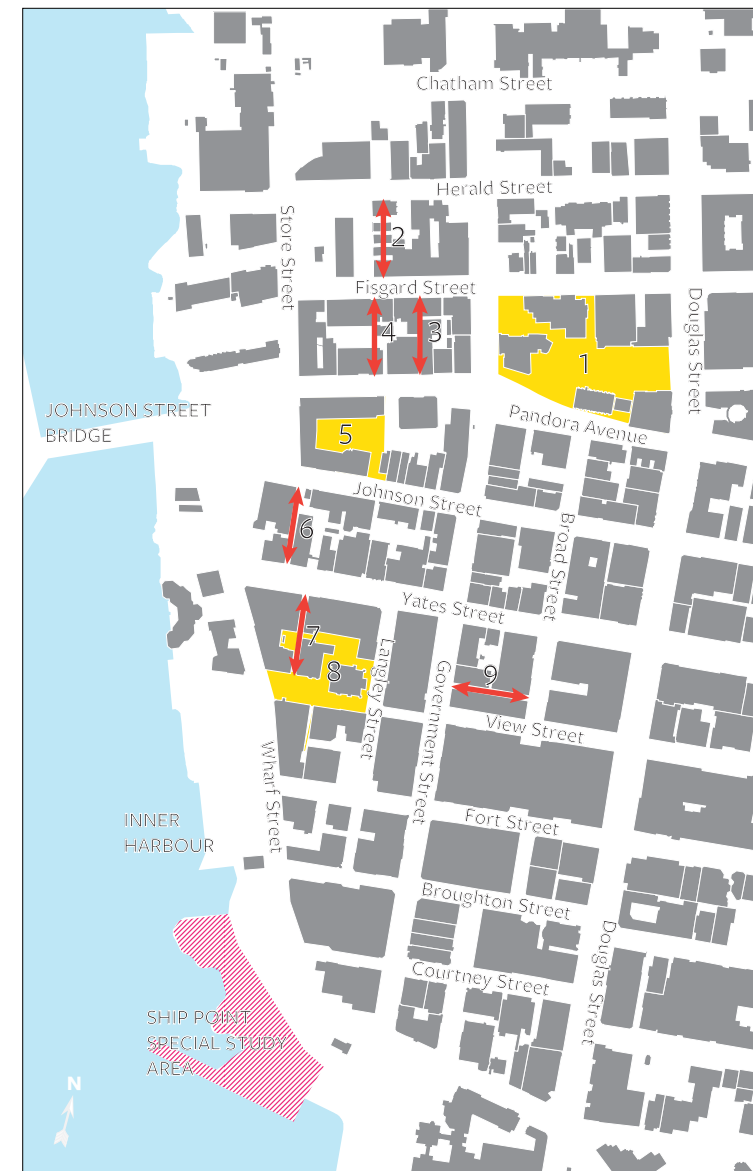 Chatham Street
Herald Street
Store Street
2
Fisgard Street
4
3
1
Douglas Street
JOHNSON STREET
BRIDGE
5
Pandora Avenue
Johnson Street
6
Broad Street
Yates Street
7
8
Langley Street
Government Street
9
View Street
Wharf Street
INNER
HARBOUR
Fort Street
Broughton Street
Douglas Street
Courtney Street
SHIP POINT
SPECIAL STUDY
AREA
N